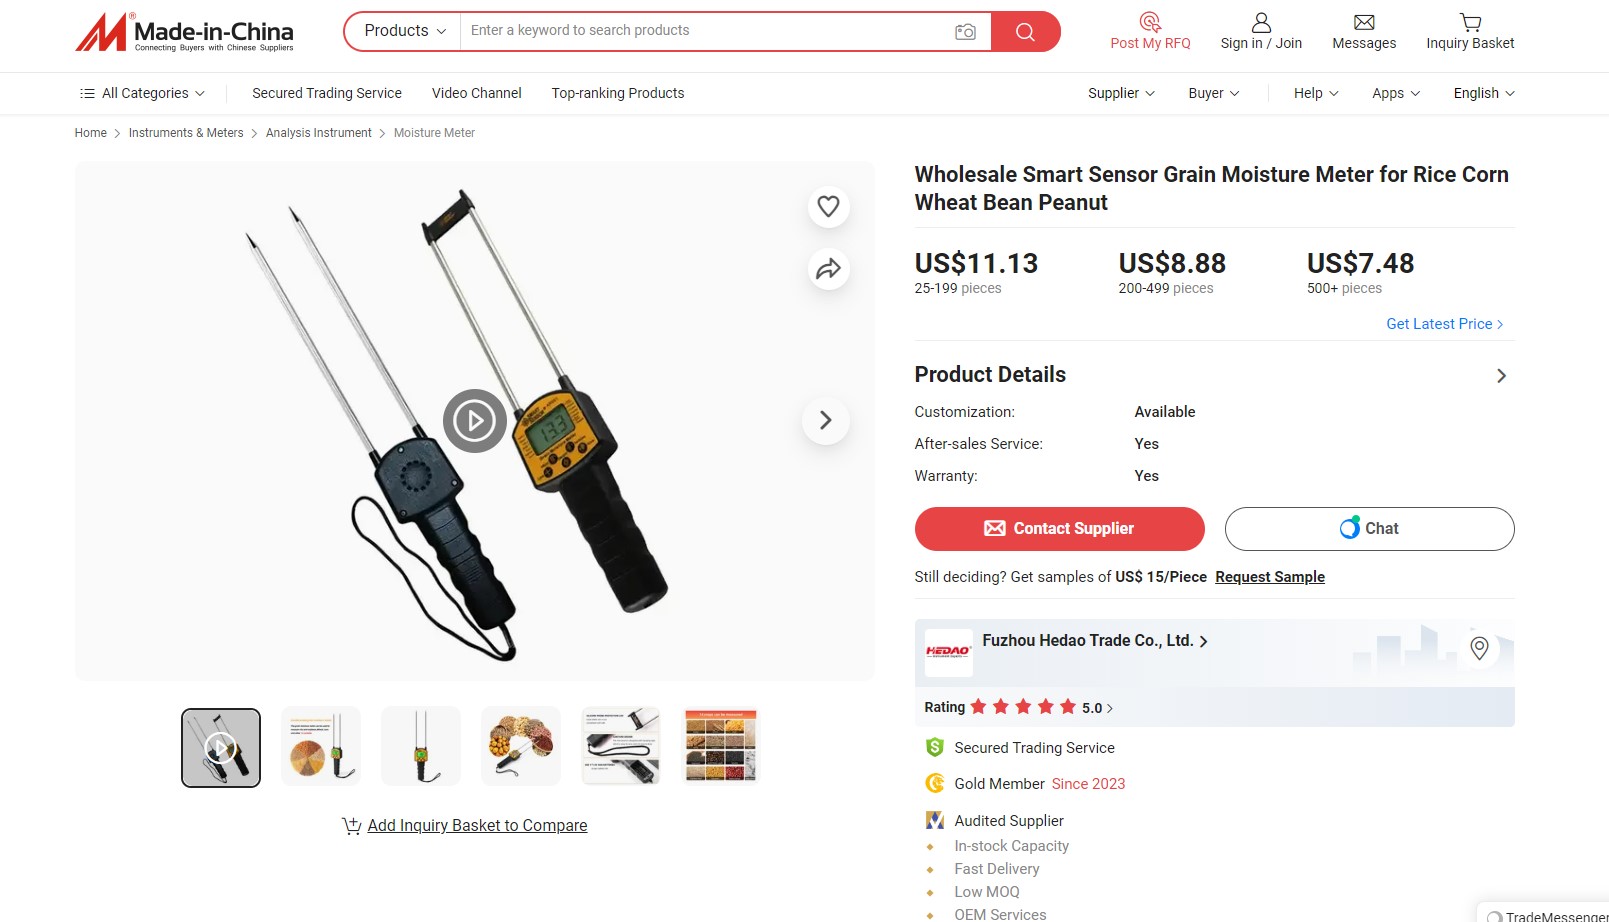 Made-in-China
®
Connecting Buyers with Chinese Suppliers
Products
Enter a keyword to search products
Post My RFQ
Sign in / Join
Messages
Inquiry Basket
All Categories
Secured Trading Service
Video Channel
Top-ranking Products
Supplier
Buyer
Help
Apps
English
Home
Instruments & Meters
Analysis Instrument
Moisture Meter
Wholesale Smart Sensor Grain Moisture Meter for Rice Corn
Wheat Bean Peanut
US$11.13
25-199 pieces
US$8.88
200-499 pieces
US$7.48
500+ pieces
Get Latest Price
Product Details
Customization:
Available
After-sales Service:
Yes
Warranty:
Yes
Contact Supplier
Chat
Still deciding? Get samples of US$ 15/Piece Request Sample
HEDAO
Fuzhou Hedao Trade Co., Ltd.
Rating
5.0
Secured Trading Service
Gold Member Since 2023
Audited Supplier
In-stock Capacity
Fast Delivery
Low MOQ
OEM Services
13.3
Add Inquiry Basket to Compare
TradeMessenger